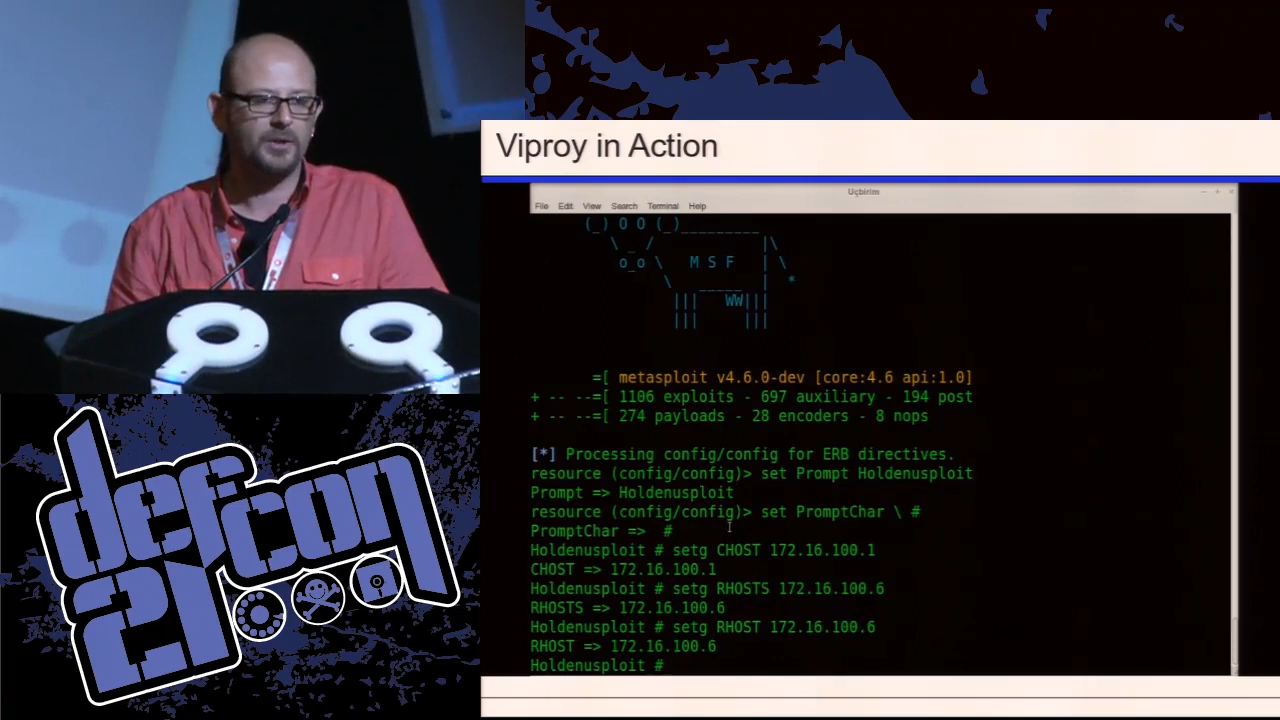 Viproy in Action
Uçbirim
File Edit View Search Terminal Help
(_) O O (_)_________
\ _ / |\
o_o \ M S F | \
\ _____ | *
||| WW|||
||| |||
=[ metasploit v4.6.0-dev [core:4.6 api:1.0]
+ -- --=[ 1106 exploits - 697 auxiliary - 194 post
+ -- --=[ 274 payloads - 28 encoders - 8 nops
[*] Processing config/config for ERB directives.
resource (config/config)> set Prompt Holdenusploit
Prompt => Holdenusploit
resource (config/config)> set PromptChar \ #
PromptChar =>  #
Holdenusploit # setg CHOST 172.16.100.1
CHOST => 172.16.100.1
Holdenusploit # setg RHOSTS 172.16.100.6
RHOSTS => 172.16.100.6
Holdenusploit # setg RHOST 172.16.100.6
RHOST => 172.16.100.6
Holdenusploit #
defcon
21